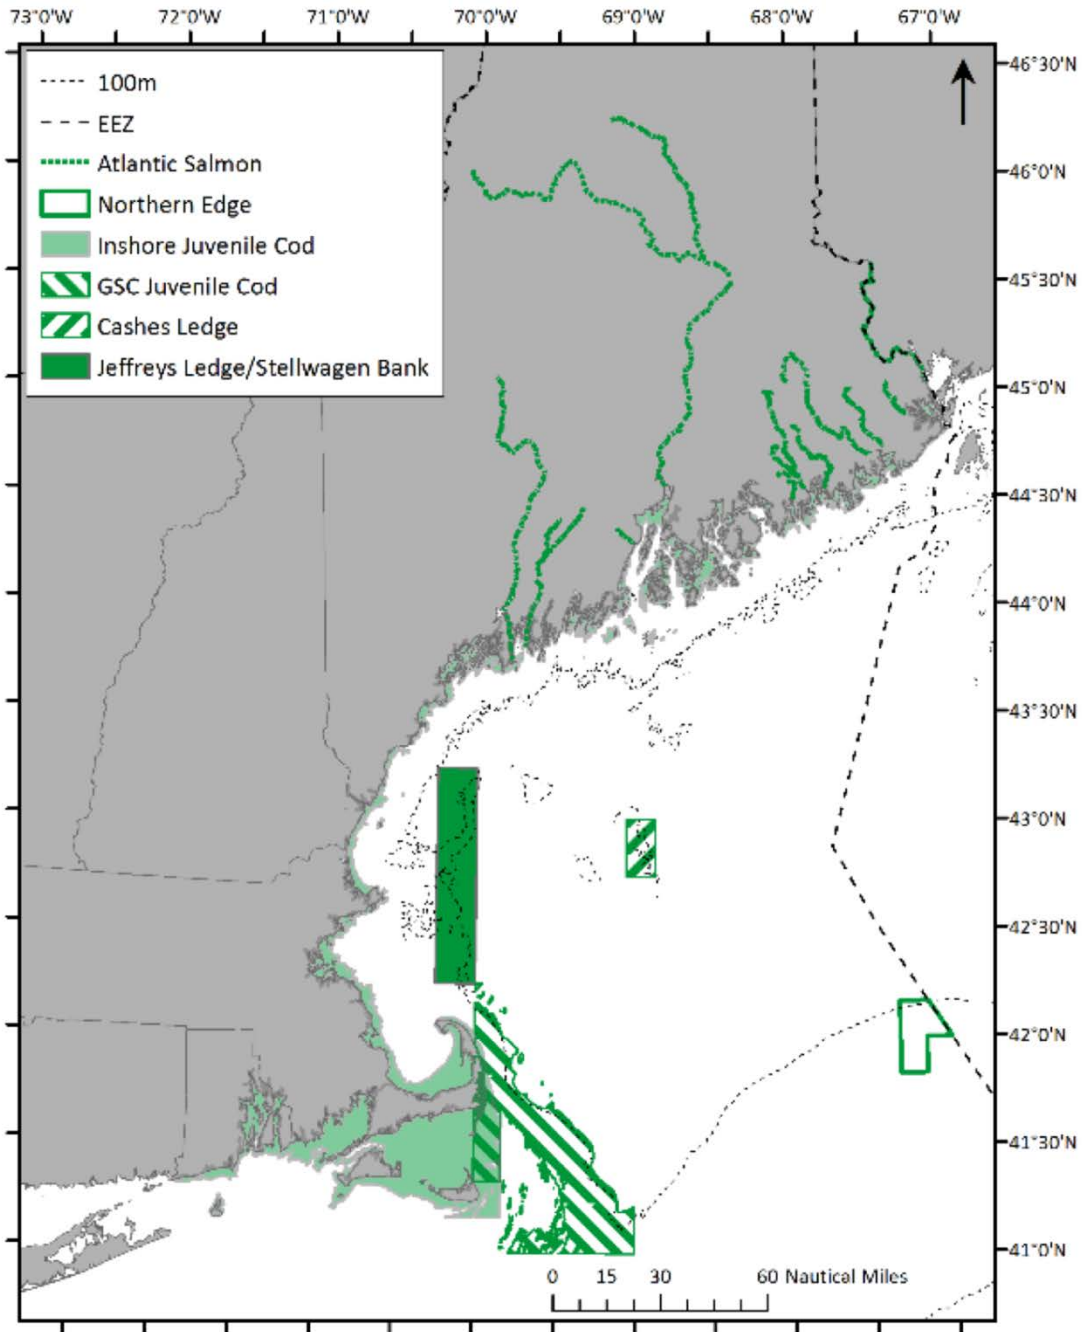 73°0'W 72°0'W 71°0'W 70°0'W 69°0'W 68°0'W 67°0'W
100m
EEZ
Atlantic Salmon
Northern Edge
Inshore Juvenile Cod
GSC Juvenile Cod
Cashes Ledge
Jeffreys Ledge/Stellwagen Bank
46°30'N
46°0'N
45°30'N
45°0'N
44°30'N
44°0'N
43°30'N
43°0'N
42°30'N
42°0'N
41°30'N
41°0'N
0 15 30 60 Nautical Miles